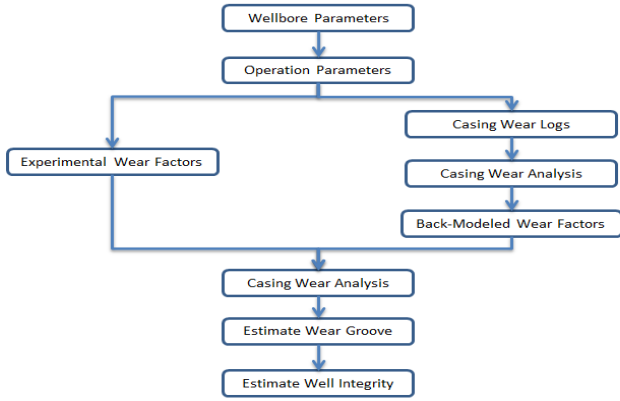 Wellbore Parameters
Operation Parameters
Experimental Wear Factors
Casing Wear Logs
Casing Wear Analysis
Back-Modeled Wear Factors
Casing Wear Analysis
Estimate Wear Groove
Estimate Well Integrity